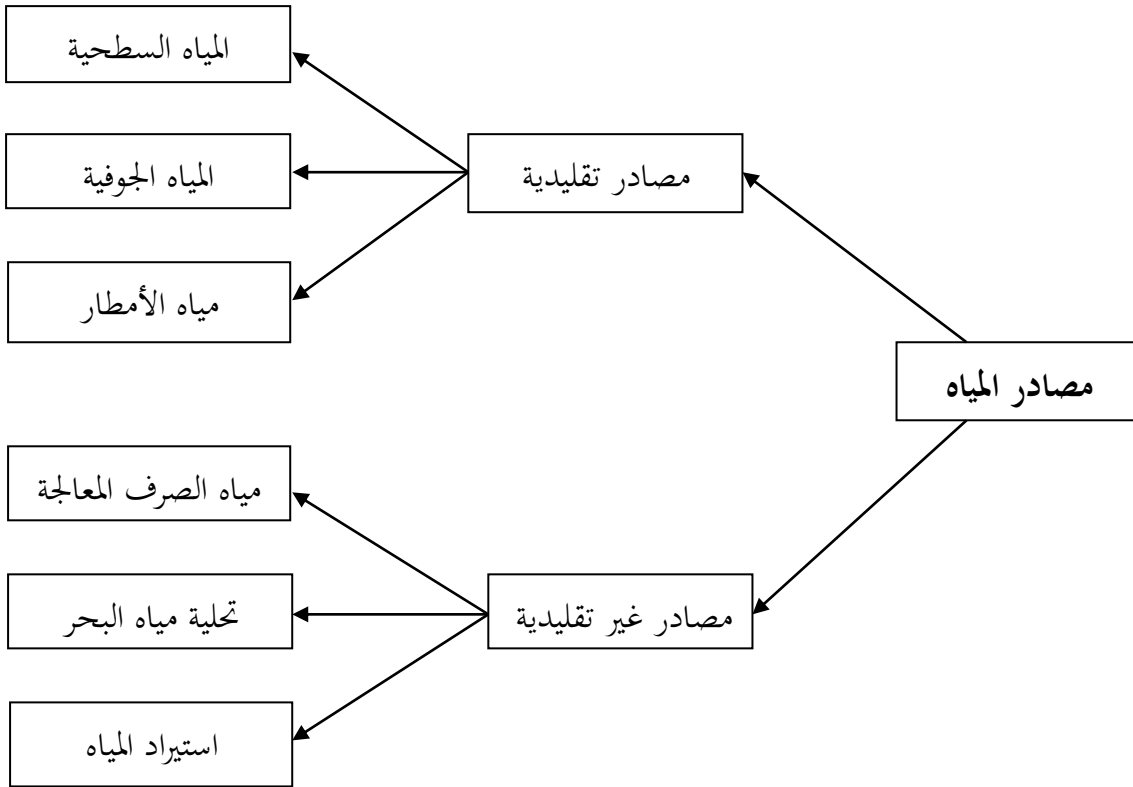 مصادر المياه
مصادر تقليدية
المياه السطحية
المياه الجوفية
مياه الأمطار
مصادر غير تقليدية
مياه الصرف المعالجة
تحلية مياه البحر
استيراد المياه